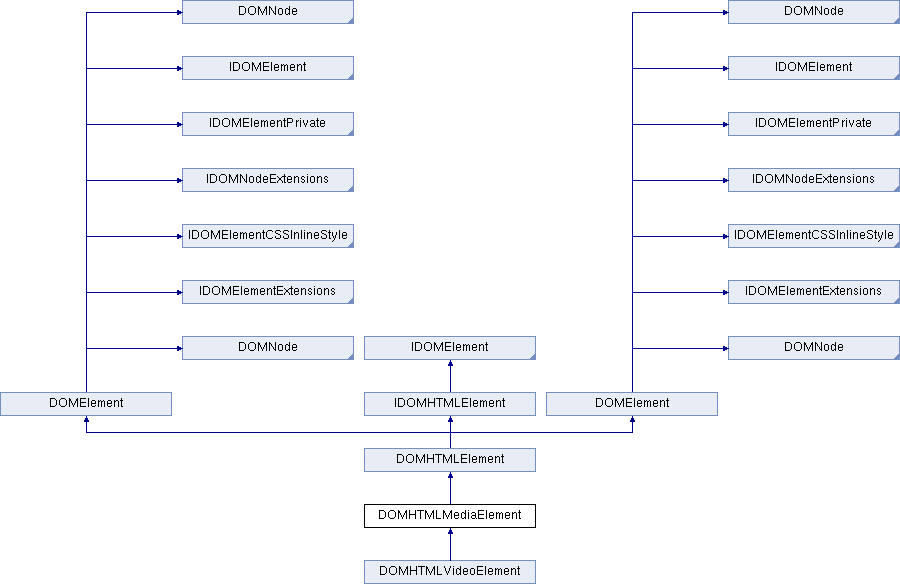 DOMNode
DOMNode
IDOMElement
IDOMElement
IDOMElementPrivate
IDOMElementPrivate
IDOMNodeExtensions
IDOMNodeExtensions
IDOMElementCSSInlineStyle
IDOMElementCSSInlineStyle
IDOMElementExtensions
IDOMElementExtensions
DOMNode
IDOMElement
DOMNode
DOMElement
IDOMHTMLElement
DOMElement
DOMHTMLElement
DOMHTMLMediaElement
DOMHTMLVideoElement